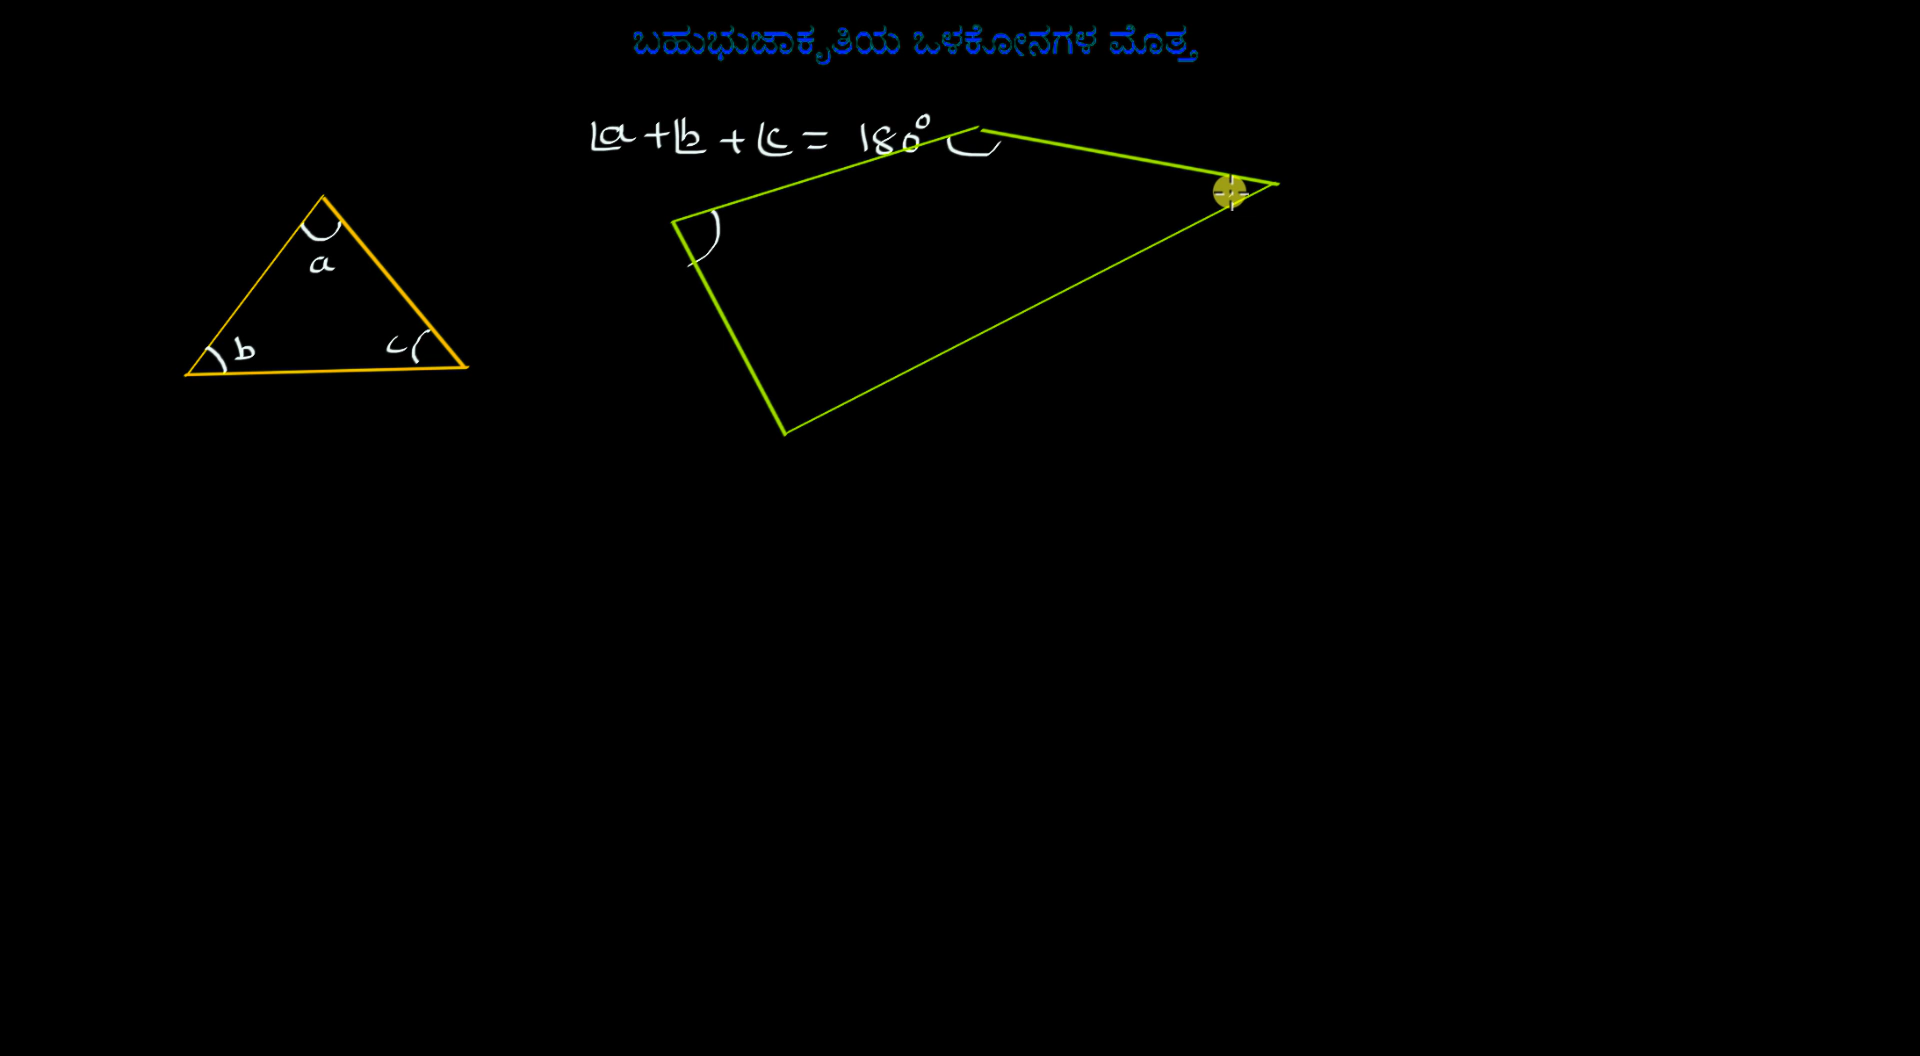 ಬಹುಭುಜಾಕೃತಿಯ ಒಳಕೋನಗಳ ಮೊತ್ತ
∠a + ∠b + ∠c = 180°
a
b
c